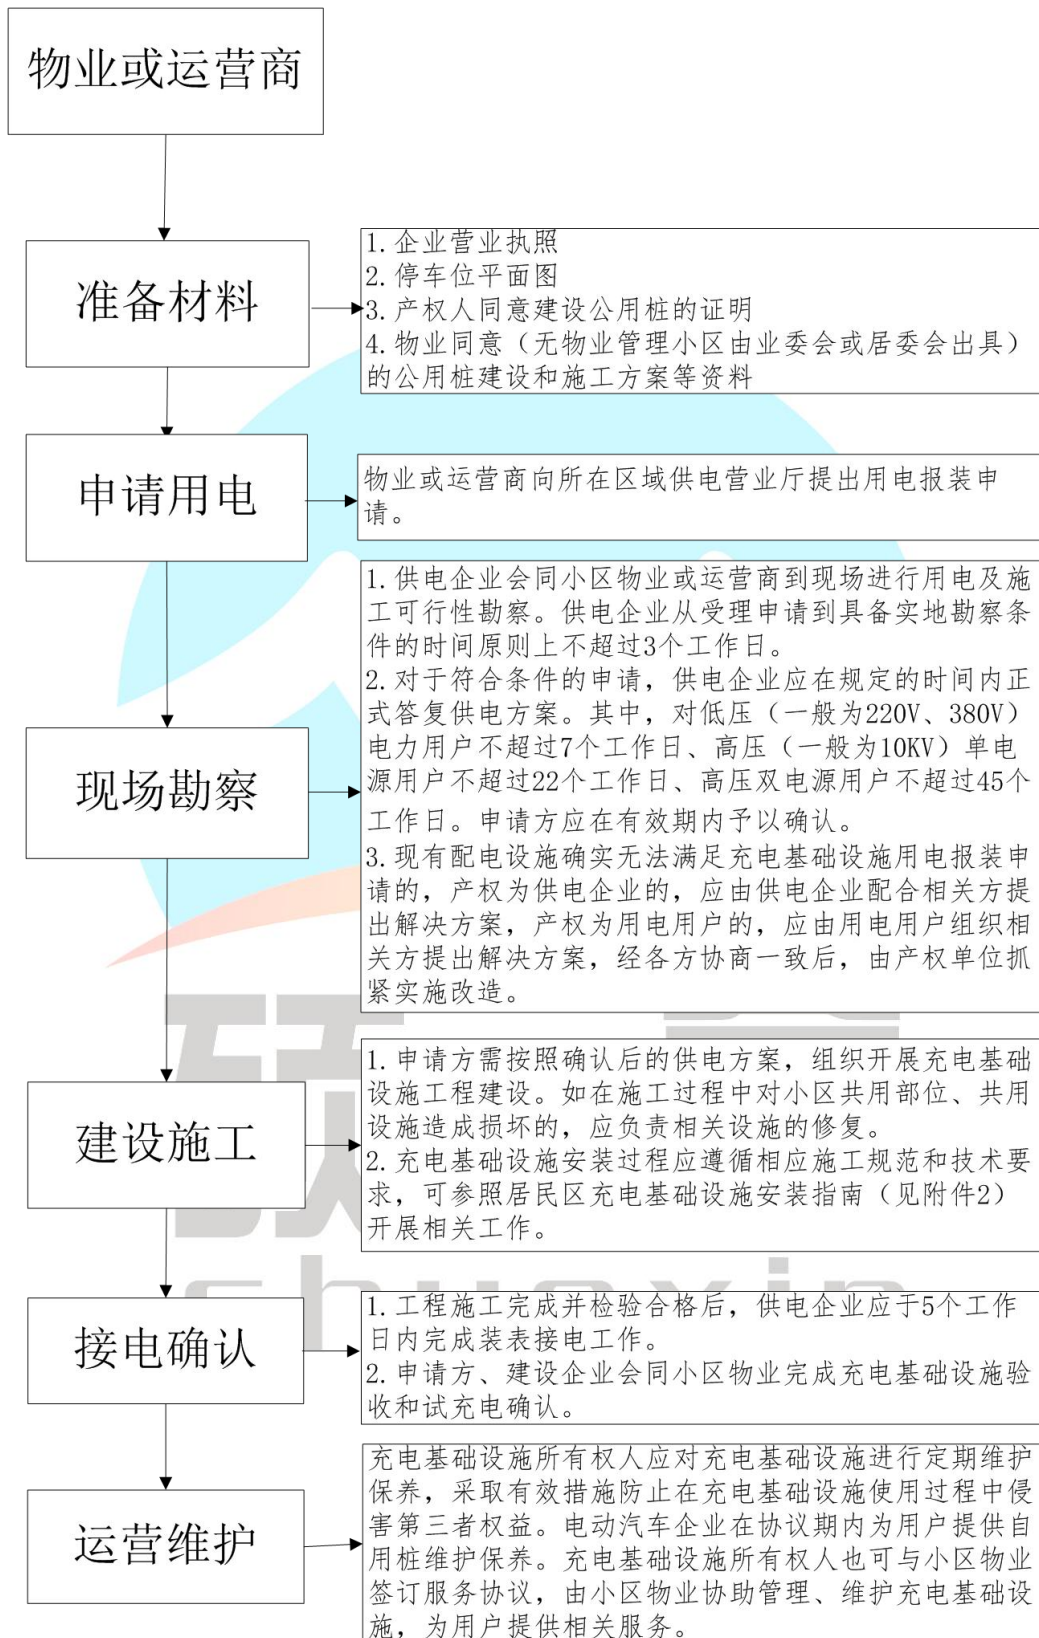 物业或运营商
准备材料
1. 企业营业执照
2. 停车位平面图
3. 产权人同意建设公用桩的证明
4. 物业同意（无物业管理小区由业委会或居委会出具）
的公用桩建设和施工方案等资料
申请用电
物业或运营商向所在区域供电营业厅提出用电报装申
请。
现场勘察
1. 供电企业会同小区物业或运营商到现场进行用电及施
工可行性勘察。供电企业从受理申请到具备实地勘察条
件的时间原则上不超过3个工作日。
2. 对于符合条件的申请，供电企业应在规定的时间内正
式答复供电方案。其中，对低压（一般为220V、380V）
电力用户不超过7个工作日、高压（一般为10KV）单电
源用户不超过22个工作日、高压双电源用户不超过45个
工作日。申请方应在有效期内予以确认。
3. 现有配电设施确实无法满足充电基础设施用电报装申
请的，产权为供电企业的，应由供电企业配合相关方提
出解决方案，产权为用电用户的，应由用电用户组织相
关方提出解决方案，经各方协商一致后，由产权单位抓
紧实施改造。
建设施工
1. 申请方需按照确认后的供电方案，组织开展充电基础
设施工程建设。如在施工过程中对小区共用部位、共用
设施造成损坏的，应负责相关设施的修复。
2. 充电基础设施安装过程应遵循相应施工规范和技术要
求，可参照居民区充电基础设施安装指南（见附件2）
开展相关工作。
接电确认
1. 工程施工完成并检验合格后，供电企业应于5个工作
日内完成装表接电工作。
2. 申请方、建设企业会同小区物业完成充电基础设施验
收和试充电确认。
运营维护
充电基础设施所有权人应对充电基础设施进行定期维护
保养，采取有效措施防止在充电基础设施使用过程中侵
害第三者权益。电动汽车企业在协议期内为用户提供自
用桩维护保养。充电基础设施所有权人也可与小区物业
签订服务协议，由小区物业协助管理、维护充电基础设
施，为用户提供相关服务。